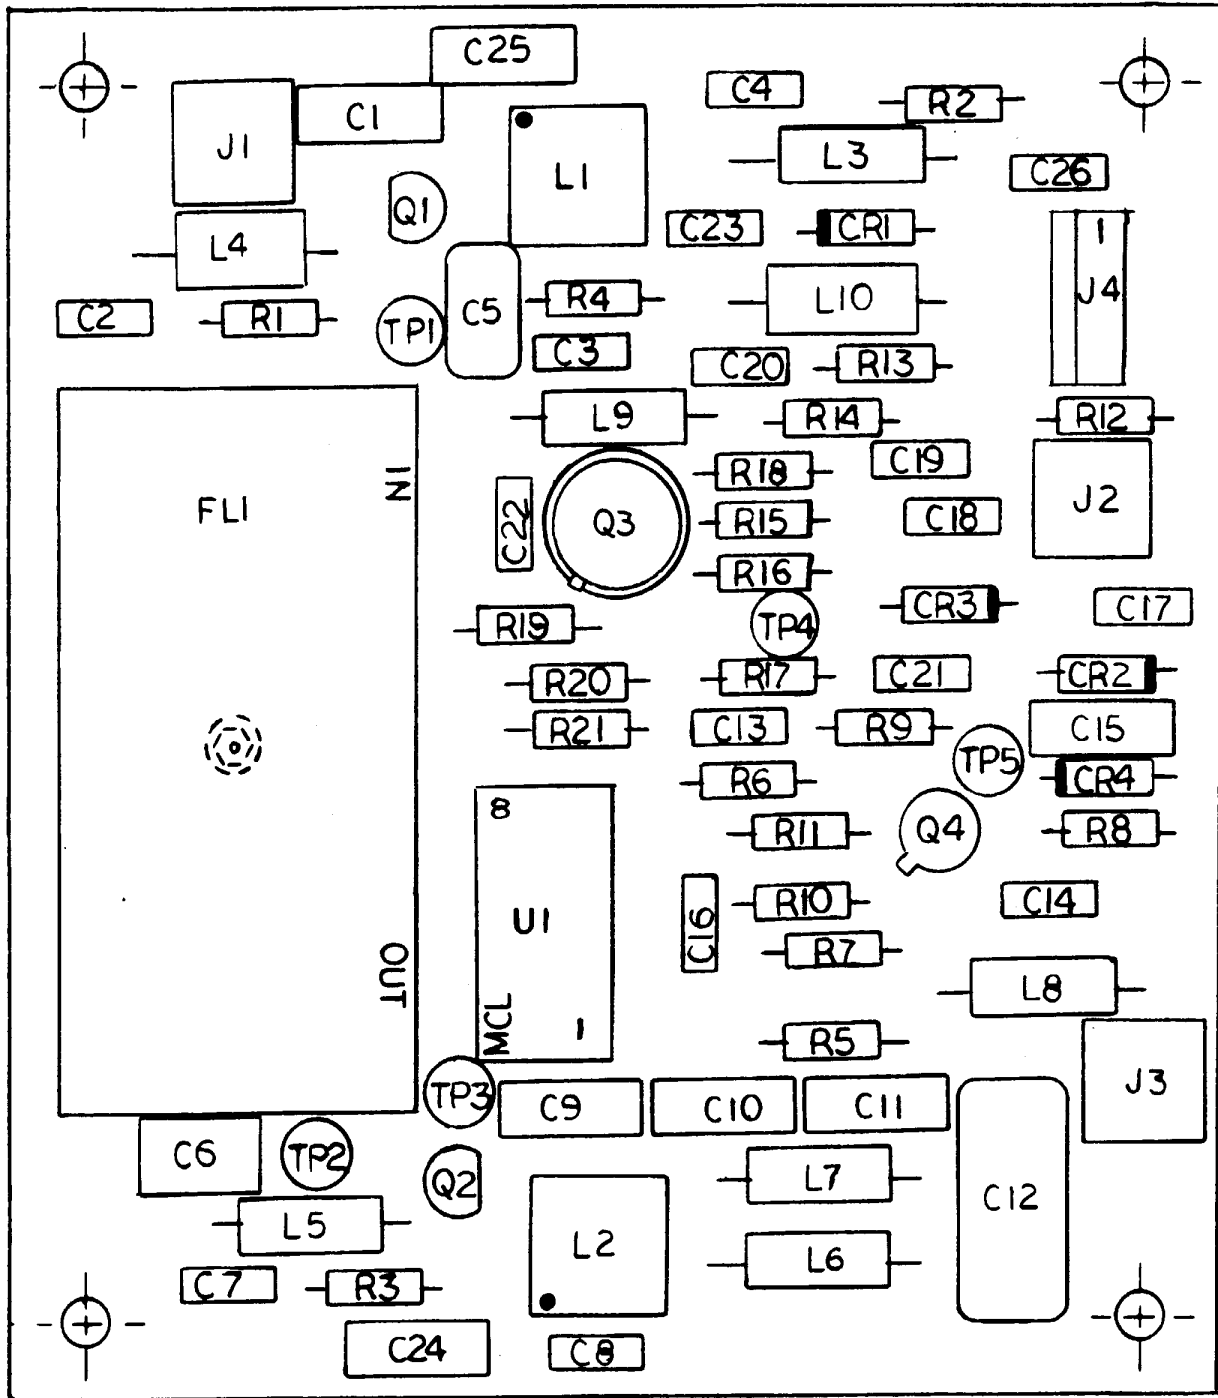 C25
C4
R2
C1
J1
L3
L1
C26
Q1
C23
CR1
1
L4
R4
L10
J4
C2
R1
TP1
C5
C3
C20
R13
L9
R14
R12
C19
R18
IN
FL1
C22
Q3
R15
C18
J2
R16
CR3
C17
R19
TP4
R20
R17
C21
CR2
R21
C13
R9
C15
TP5
R6
CR4
8
R11
Q4
R8
U1
C16
R10
C14
R7
OUT
L8
MCL
1
R5
TP3
C9
C10
C11
J3
C6
TP2
Q2
L7
C12
L5
L2
L6
C7
R3
C24
C8